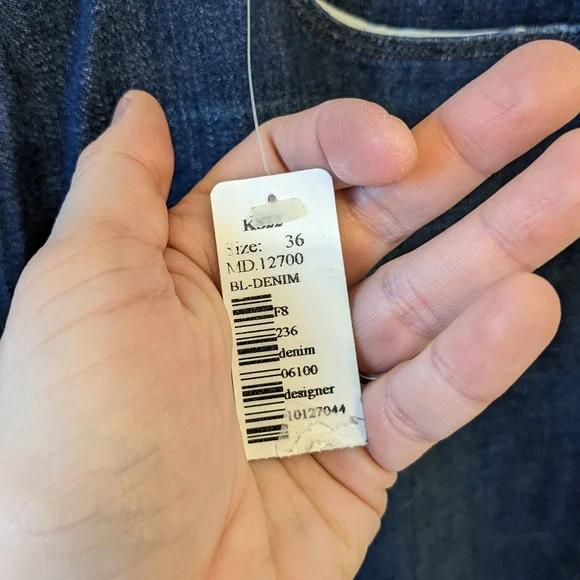 Size: 36
MD.12700
BL-DENIM
F8
236
denim
06100
designer
10127044